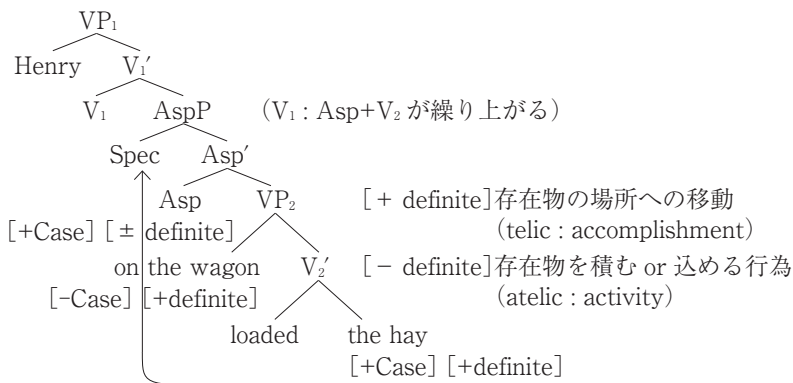 VP₁
Henry V₁′
V₁ AspP (V₁ : Asp+V₂ が繰り上がる)
Spec Asp′
Asp VP₂ [+ definite]存在物の場所への移動
[+Case] [± definite] (telic : accomplishment)
on the wagon V₂′ [− definite]存在物を積む or 込める行為
[-Case] [+definite] (atelic : activity)
loaded the hay
[+Case] [+definite]